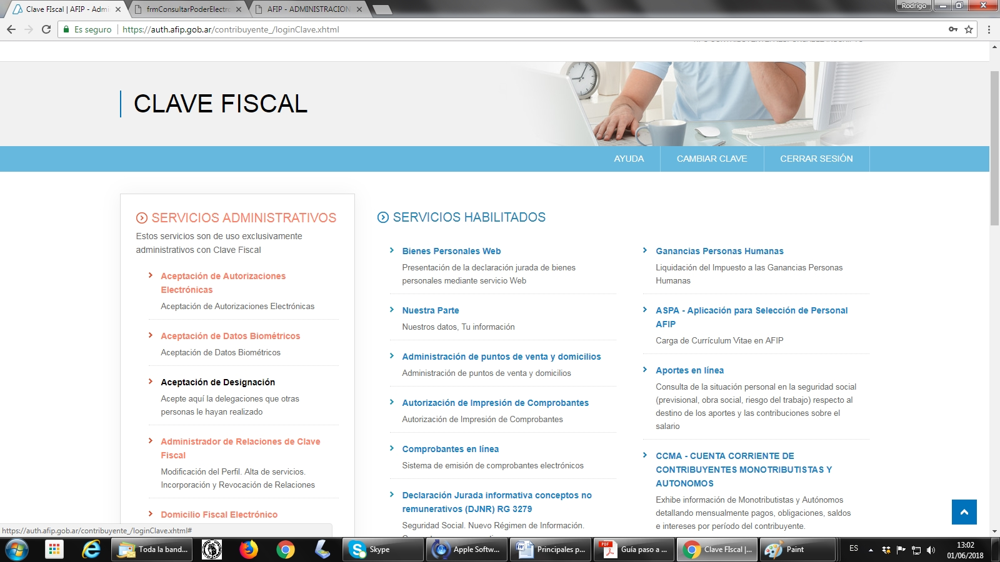 Clave FIscal | AFIP - Admi
frmConsultarPoderElectro
AFIP - ADMINISTRACION
Rodrigo
Es seguro
https://auth.afip.gob.ar/contribuyente_/loginClave.xhtml
CLAVE FISCAL
AYUDA
CAMBIAR CLAVE
CERRAR SESIÓN
SERVICIOS ADMINISTRATIVOS
Estos servicios son de uso exclusivamente
administrativos con Clave Fiscal
Aceptación de Autorizaciones
Electrónicas
Aceptación de Autorizaciones Electrónicas
Aceptación de Datos Biométricos
Aceptación de Datos Biométricos
Aceptación de Designación
Acepte aquí la delegaciones que otras
personas le hayan realizado
Administrador de Relaciones de Clave
Fiscal
Modificación del Perfil. Alta de servicios.
Incorporación y Revocación de Relaciones
Domicilio Fiscal Electrónico
SERVICIOS HABILITADOS
Bienes Personales Web
Presentación de la declaración jurada de bienes
personales mediante servicio Web
Nuestra Parte
Nuestros datos, Tu información
Administración de puntos de venta y domicilios
Administración de puntos de venta y domicilios
Autorización de Impresión de Comprobantes
Autorización de Impresión de Comprobantes
Comprobantes en línea
Sistema de emisión de comprobantes electrónicos
Declaración Jurada informativa conceptos no
remunerativos (DJNR) RG 3279
Seguridad Social. Nuevo Régimen de Información.
Ganancias Personas Humanas
Liquidación del Impuesto a las Ganancias Personas
Humanas
ASPA - Aplicación para Selección de Personal
AFIP
Carga de Currículum Vitae en AFIP
Aportes en línea
Consulta de la situación personal en la seguridad social
(previsional, obra social, riesgo del trabajo) respecto al
destino de los aportes y las contribuciones sobre el
salario
CCMA - CUENTA CORRIENTE DE
CONTRIBUYENTES MONOTRIBUTISTAS Y
AUTONOMOS
Exhibe información de Monotributistas y Autónomos
detallando mensualmente pagos, obligaciones, saldos
e intereses por período del contribuyente.
https://auth.afip.gob.ar/contribuyente_/loginClave.xhtml#
Toda la band...
Skype
Apple Softw...
Principales p...
PDF
Guía paso a ...
Clave FIscal |...
Paint
ES
13:02
01/06/2018